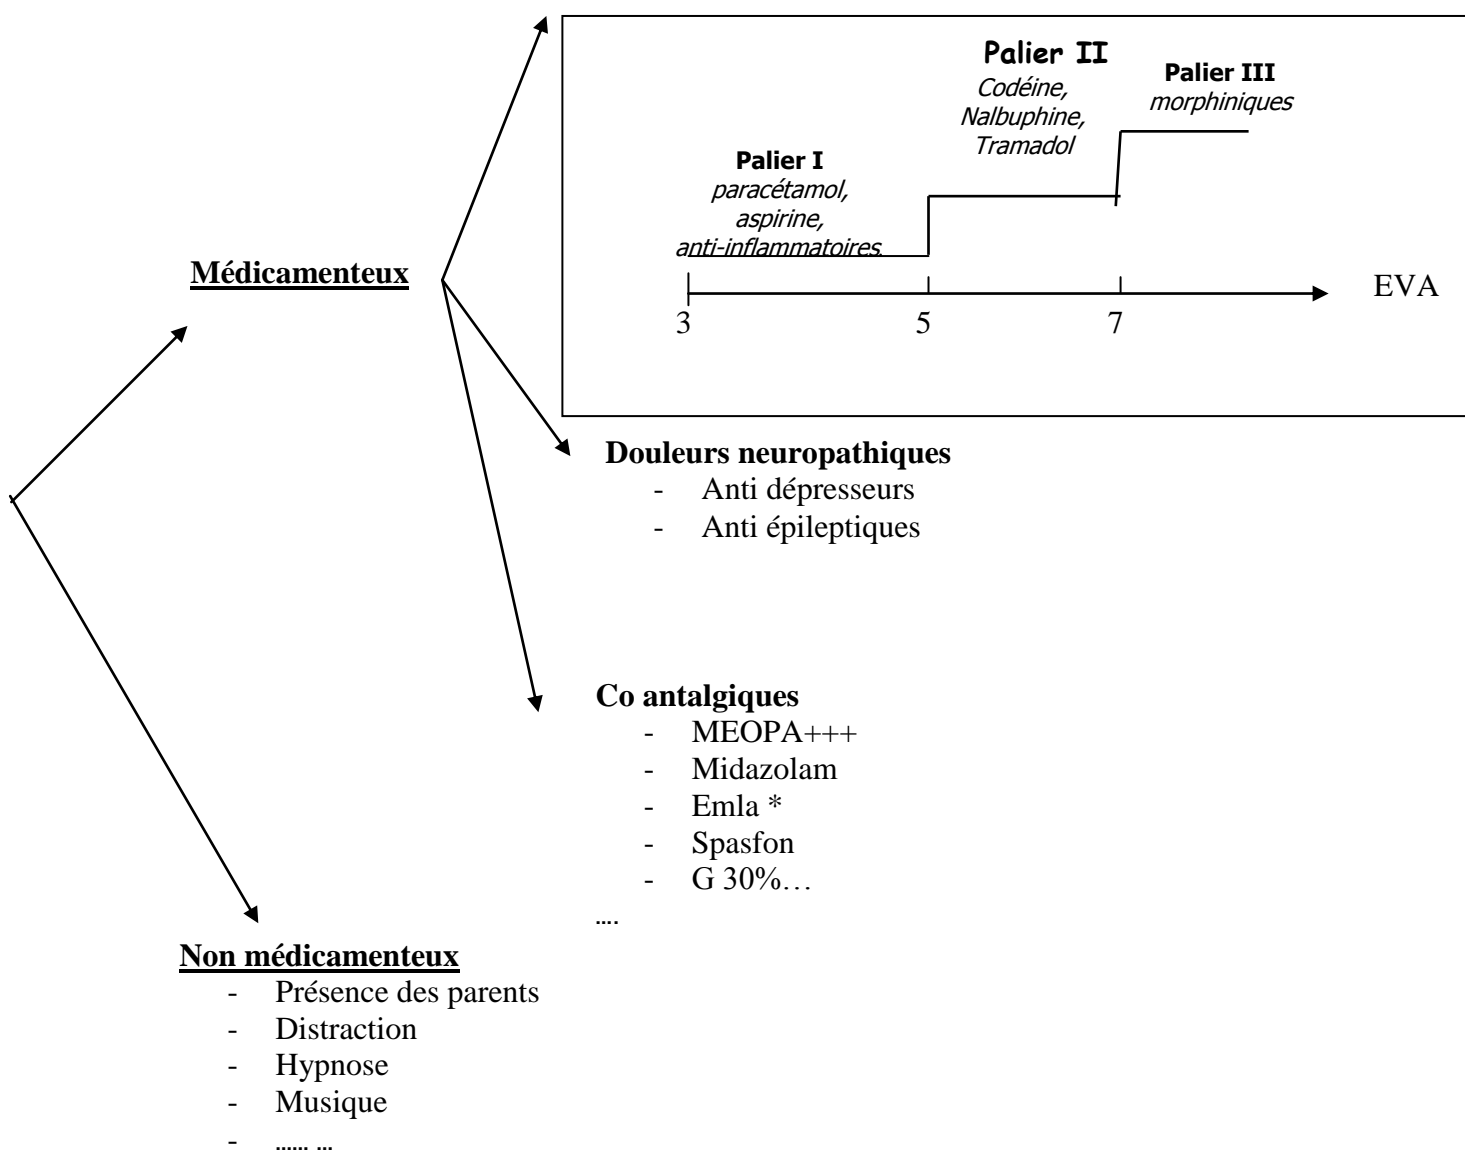 Palier II
Codéine,
Nalbuphine,
Tramadol
Palier III
morphiniques
Palier I
paracétamol,
aspirine,
anti-inflammatoires.
EVA
3 5 7
Médicamenteux
Douleurs neuropathiques
- Anti dépresseurs
- Anti épileptiques
Co antalgiques
- MEOPA+++
- Midazolam
- Emla *
- Spasfon
- G 30%…
….
Non médicamenteux
- Présence des parents
- Distraction
- Hypnose
- Musique
- …… …